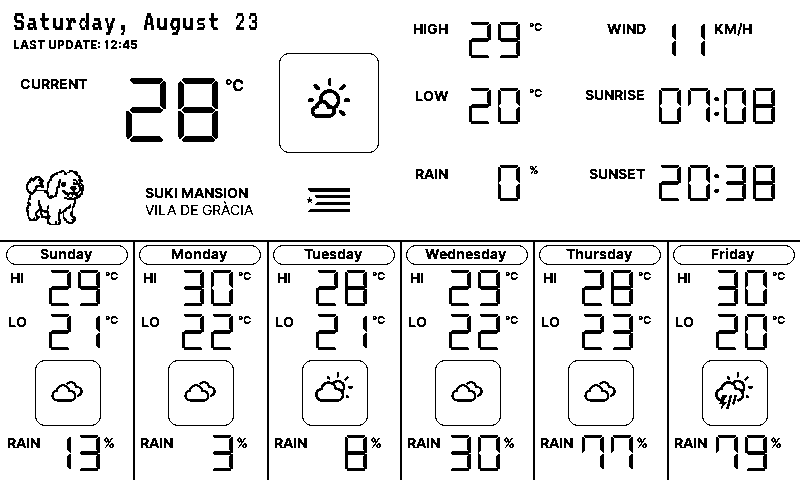 Saturday, August 23
LAST UPDATE: 12:45
CURRENT 28 °C
HIGH 29 °C
LOW 20 °C
RAIN 0 %
WIND 11 KM/H
SUNRISE 07:08
SUNSET 20:38
SUKI MANSION
VILA DE GRÀCIA
Sunday
HI 29 °C
LO 21 °C
RAIN 13 %
Monday
HI 30 °C
LO 22 °C
RAIN 3 %
Tuesday
HI 28 °C
LO 21 °C
RAIN 8 %
Wednesday
HI 29 °C
LO 22 °C
RAIN 30 %
Thursday
HI 28 °C
LO 23 °C
RAIN 77 %
Friday
HI 30 °C
LO 20 °C
RAIN 79 %